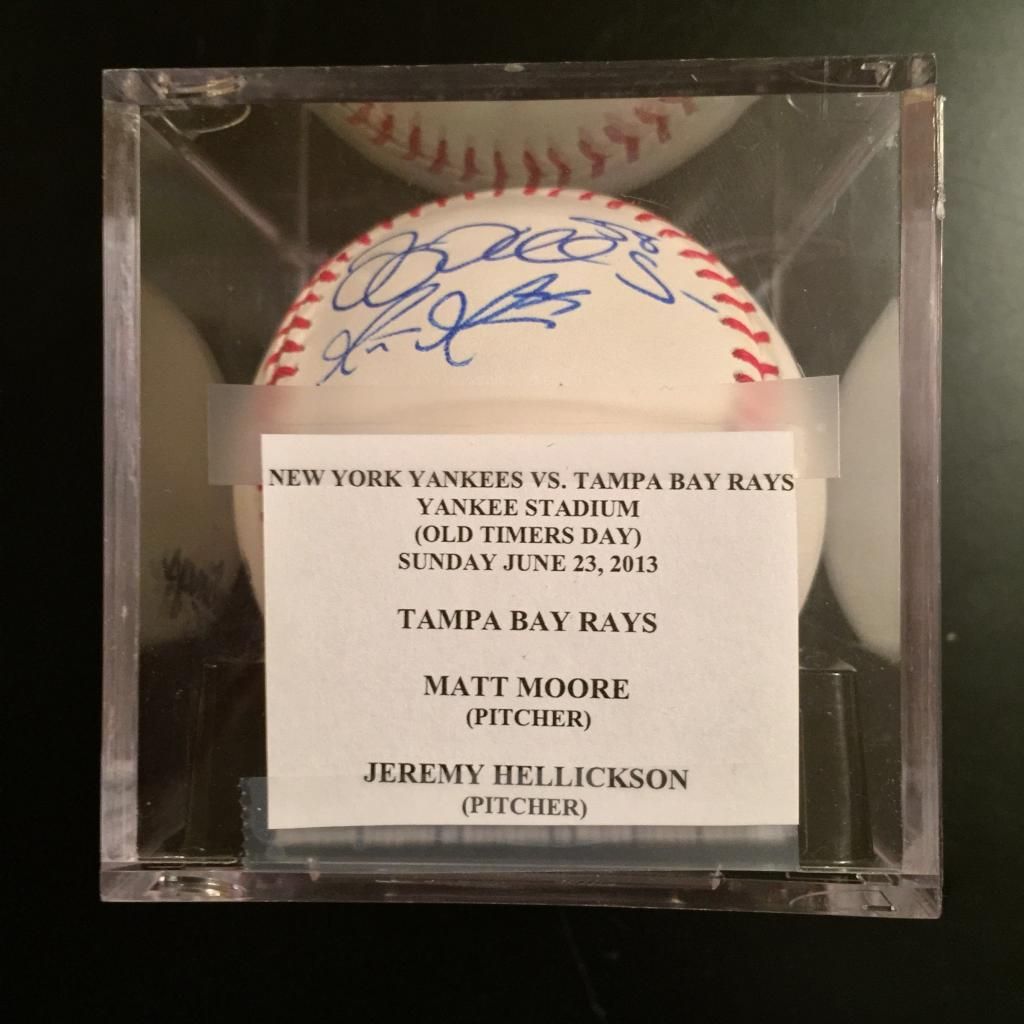 58
NEW YORK YANKEES VS. TAMPA BAY RAYS
YANKEE STADIUM
(OLD TIMERS DAY)
SUNDAY JUNE 23, 2013
TAMPA BAY RAYS
MATT MOORE
(PITCHER)
JEREMY HELLICKSON
(PITCHER)